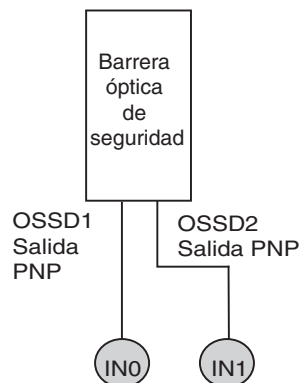 Barrera
óptica
de
seguridad
OSSD1
Salida
PNP
OSSD2
Salida PNP
IN0
IN1